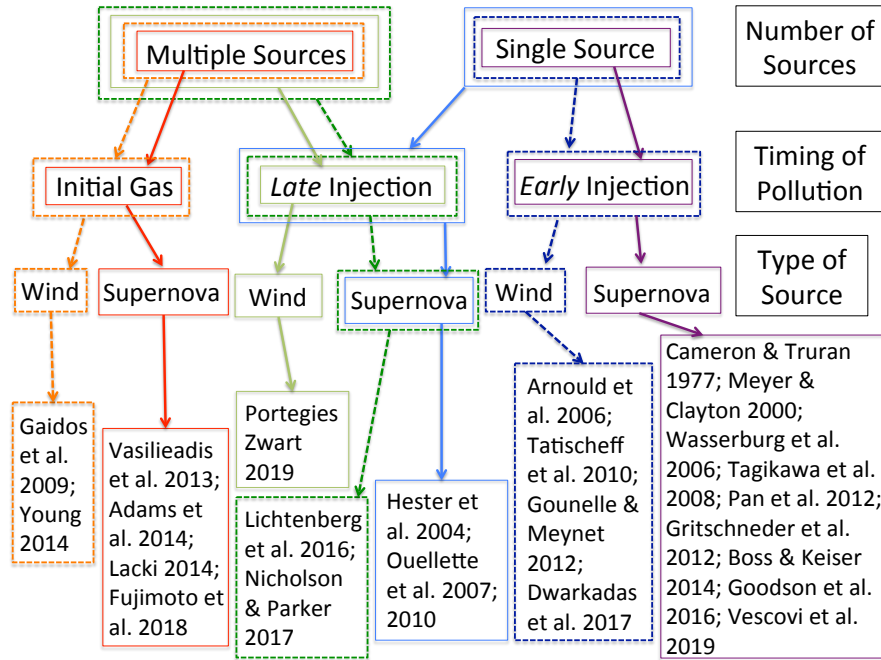 Multiple Sources
Single Source
Number of
Sources
Initial Gas
Late Injection
Early Injection
Timing of
Pollution
Wind
Supernova
Wind
Supernova
Wind
Supernova
Type of
Source
Gaidos
et al.
2009;
Young
2014
Vasilieadis
et al. 2013;
Adams et
al. 2014;
Lacki 2014;
Fujimoto et
al. 2018
Portegies
Zwart
2019
Lichtenberg
et al. 2016;
Nicholson
& Parker
2017
Hester et
al. 2004;
Ouellette
et al. 2007;
2010
Arnould et
al. 2006;
Tatischeff
et al. 2010;
Gounelle &
Meynet
2012;
Dwarkadas
et al. 2017
Cameron & Truran
1977; Meyer &
Clayton 2000;
Wasserburg et al.
2006; Tagikawa et al.
2008; Pan et al. 2012;
Gritschneder et al.
2012; Boss & Keiser
2014; Goodson et al.
2016; Vescovi et al.
2019